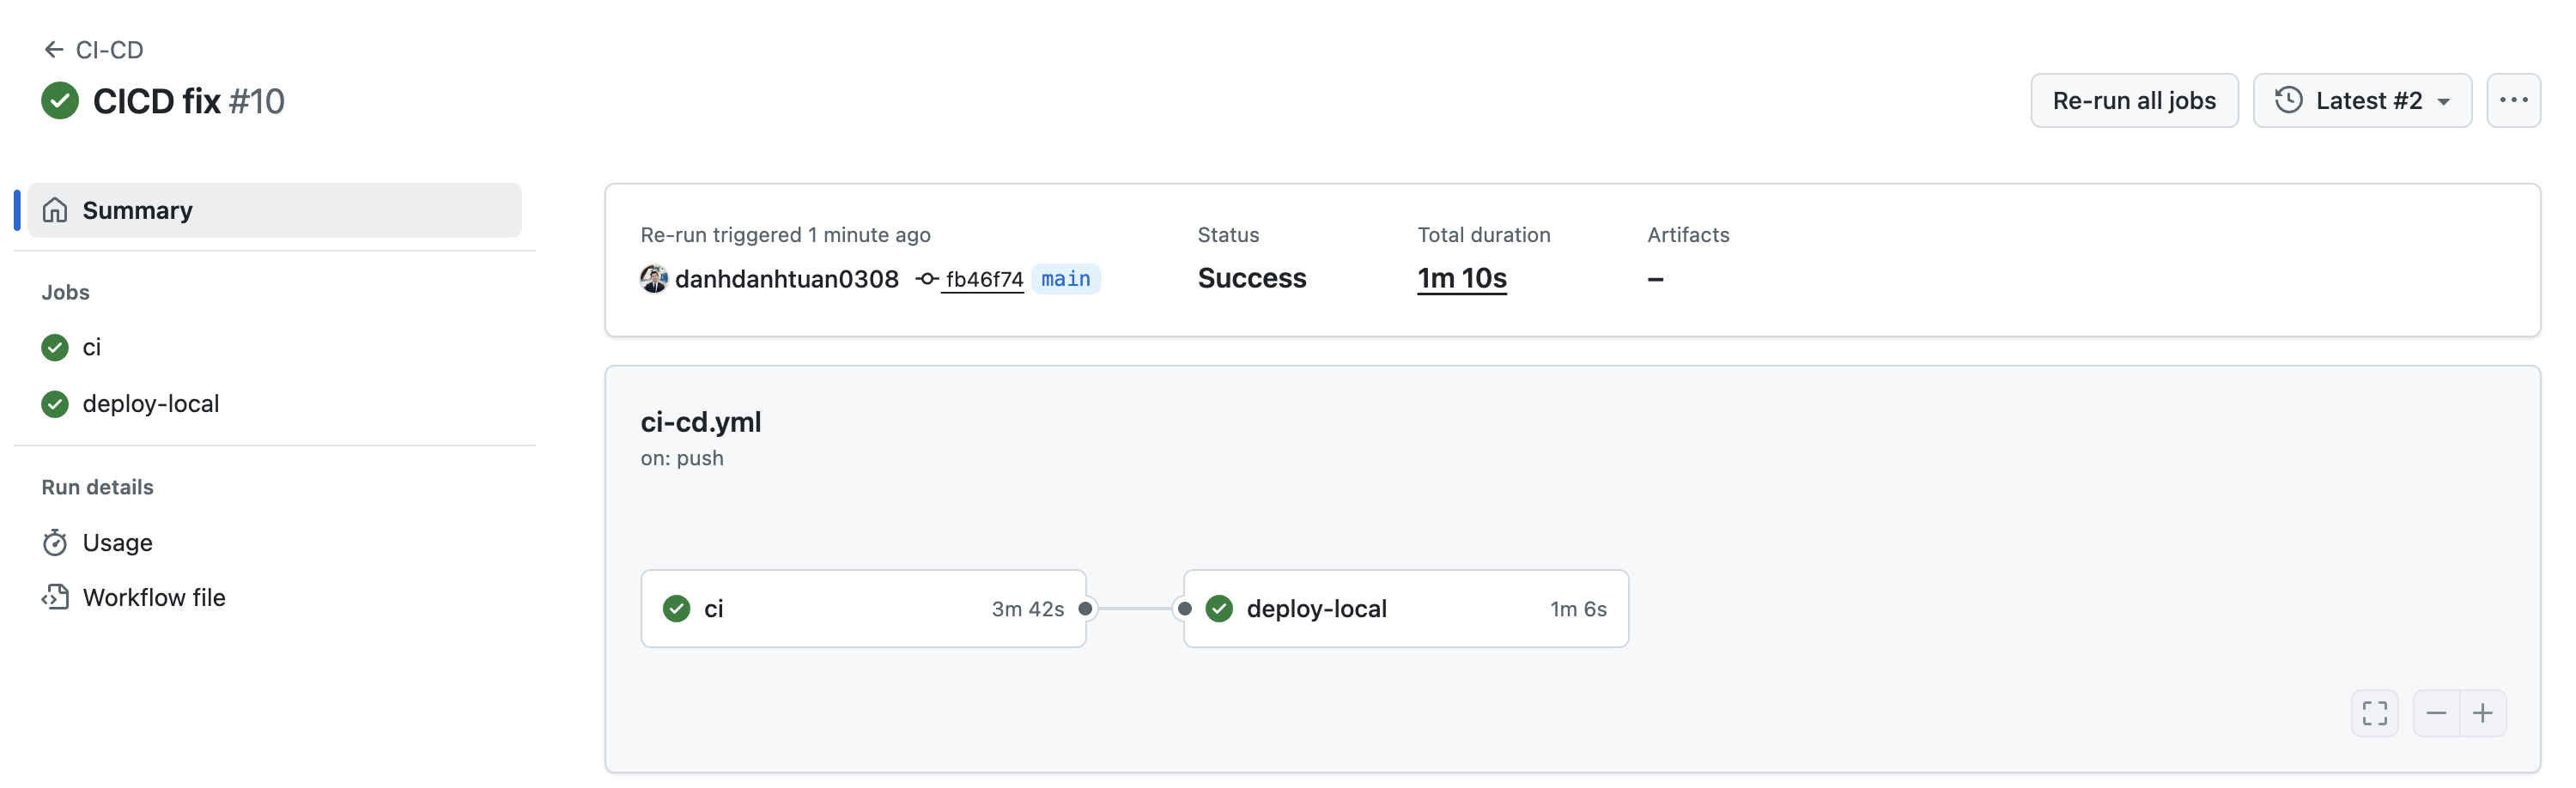 ← CI-CD
CICD fix #10
Re-run all jobs
Latest #2
Summary
Jobs
ci
deploy-local
Run details
Usage
Workflow file
Re-run triggered 1 minute ago
danhdanhtuan0308 fb46f74 main
Status
Success
Total duration
1m 10s
Artifacts
–
ci-cd.yml
on: push
ci 3m 42s
deploy-local 1m 6s